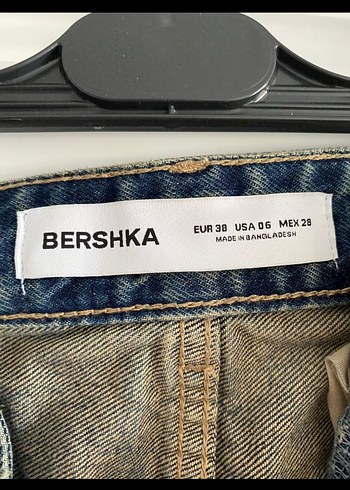 BERSHKA
EUR 38 USA 06 MEX 28
MADE IN BANGLADESH